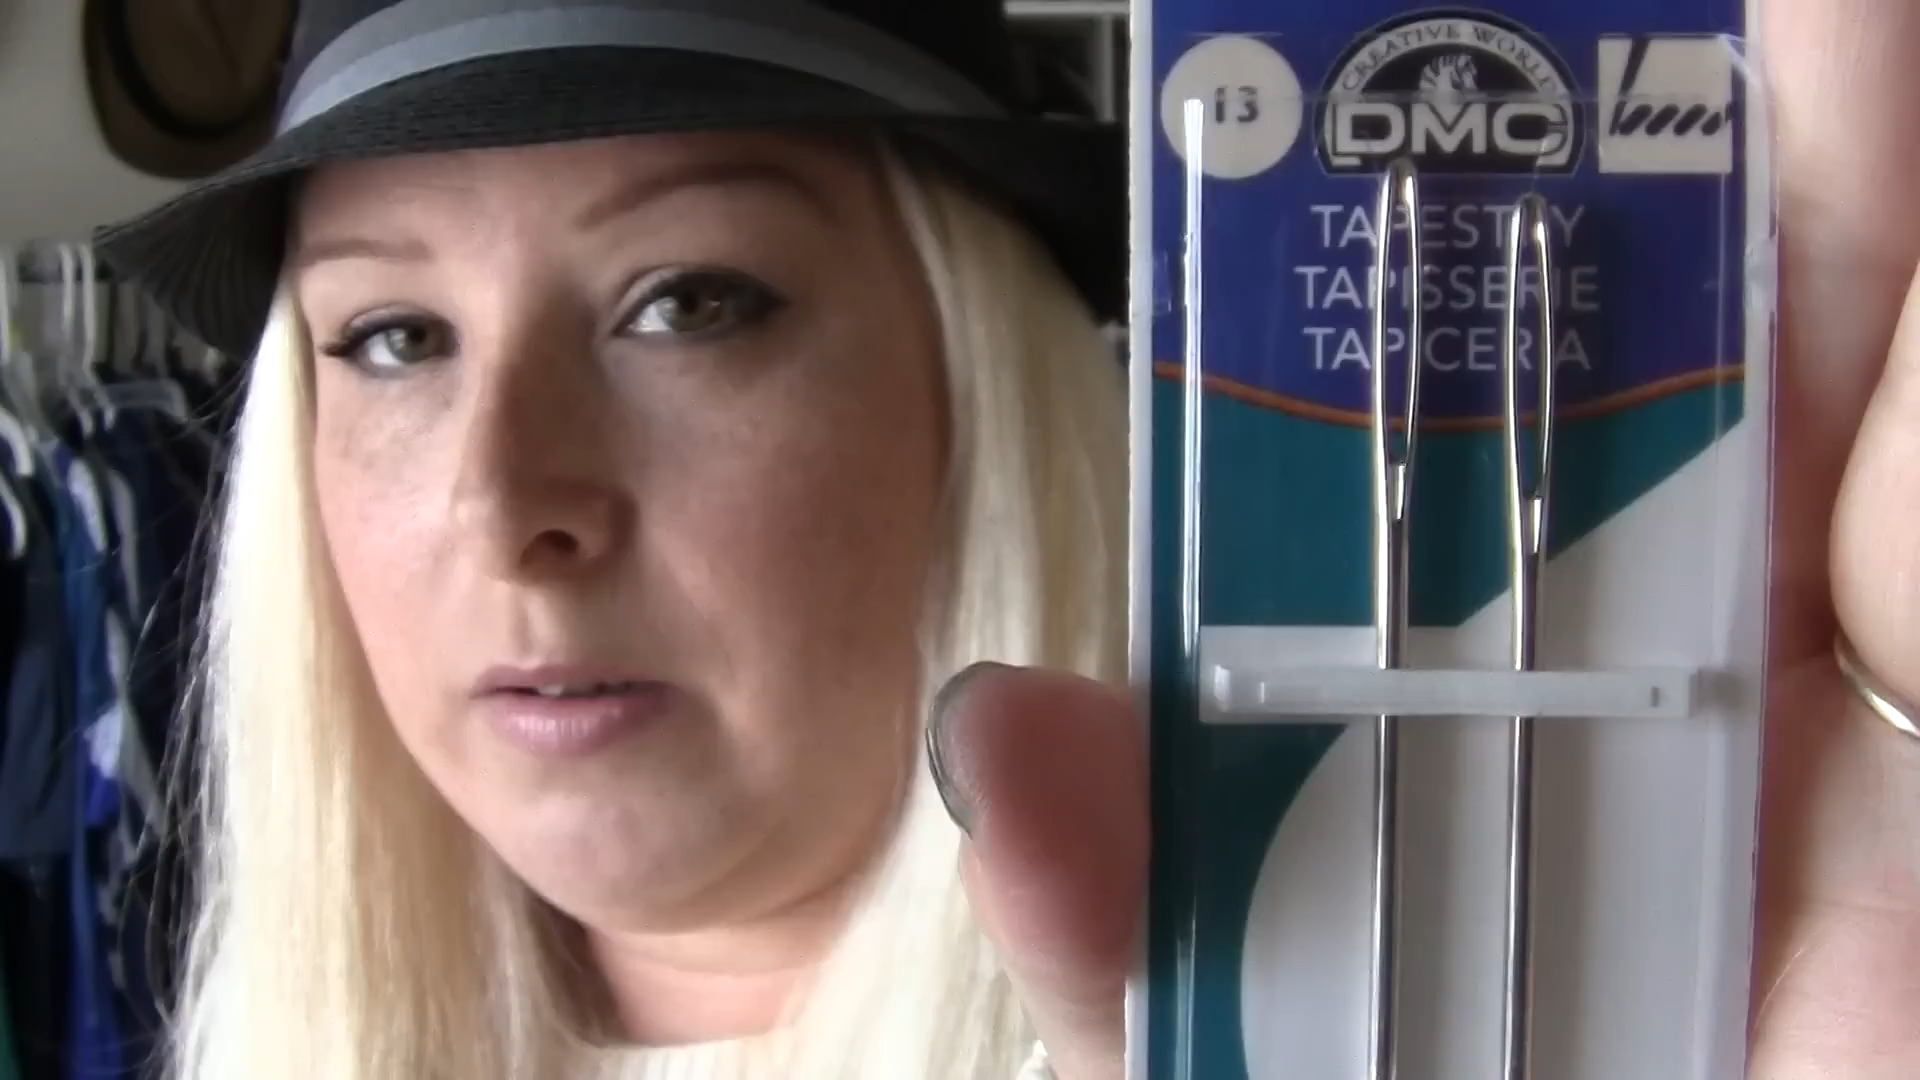 13
CREATIVE WORLD
DMC
TAPESTRY
TAPISSERIE
TAPICERIA